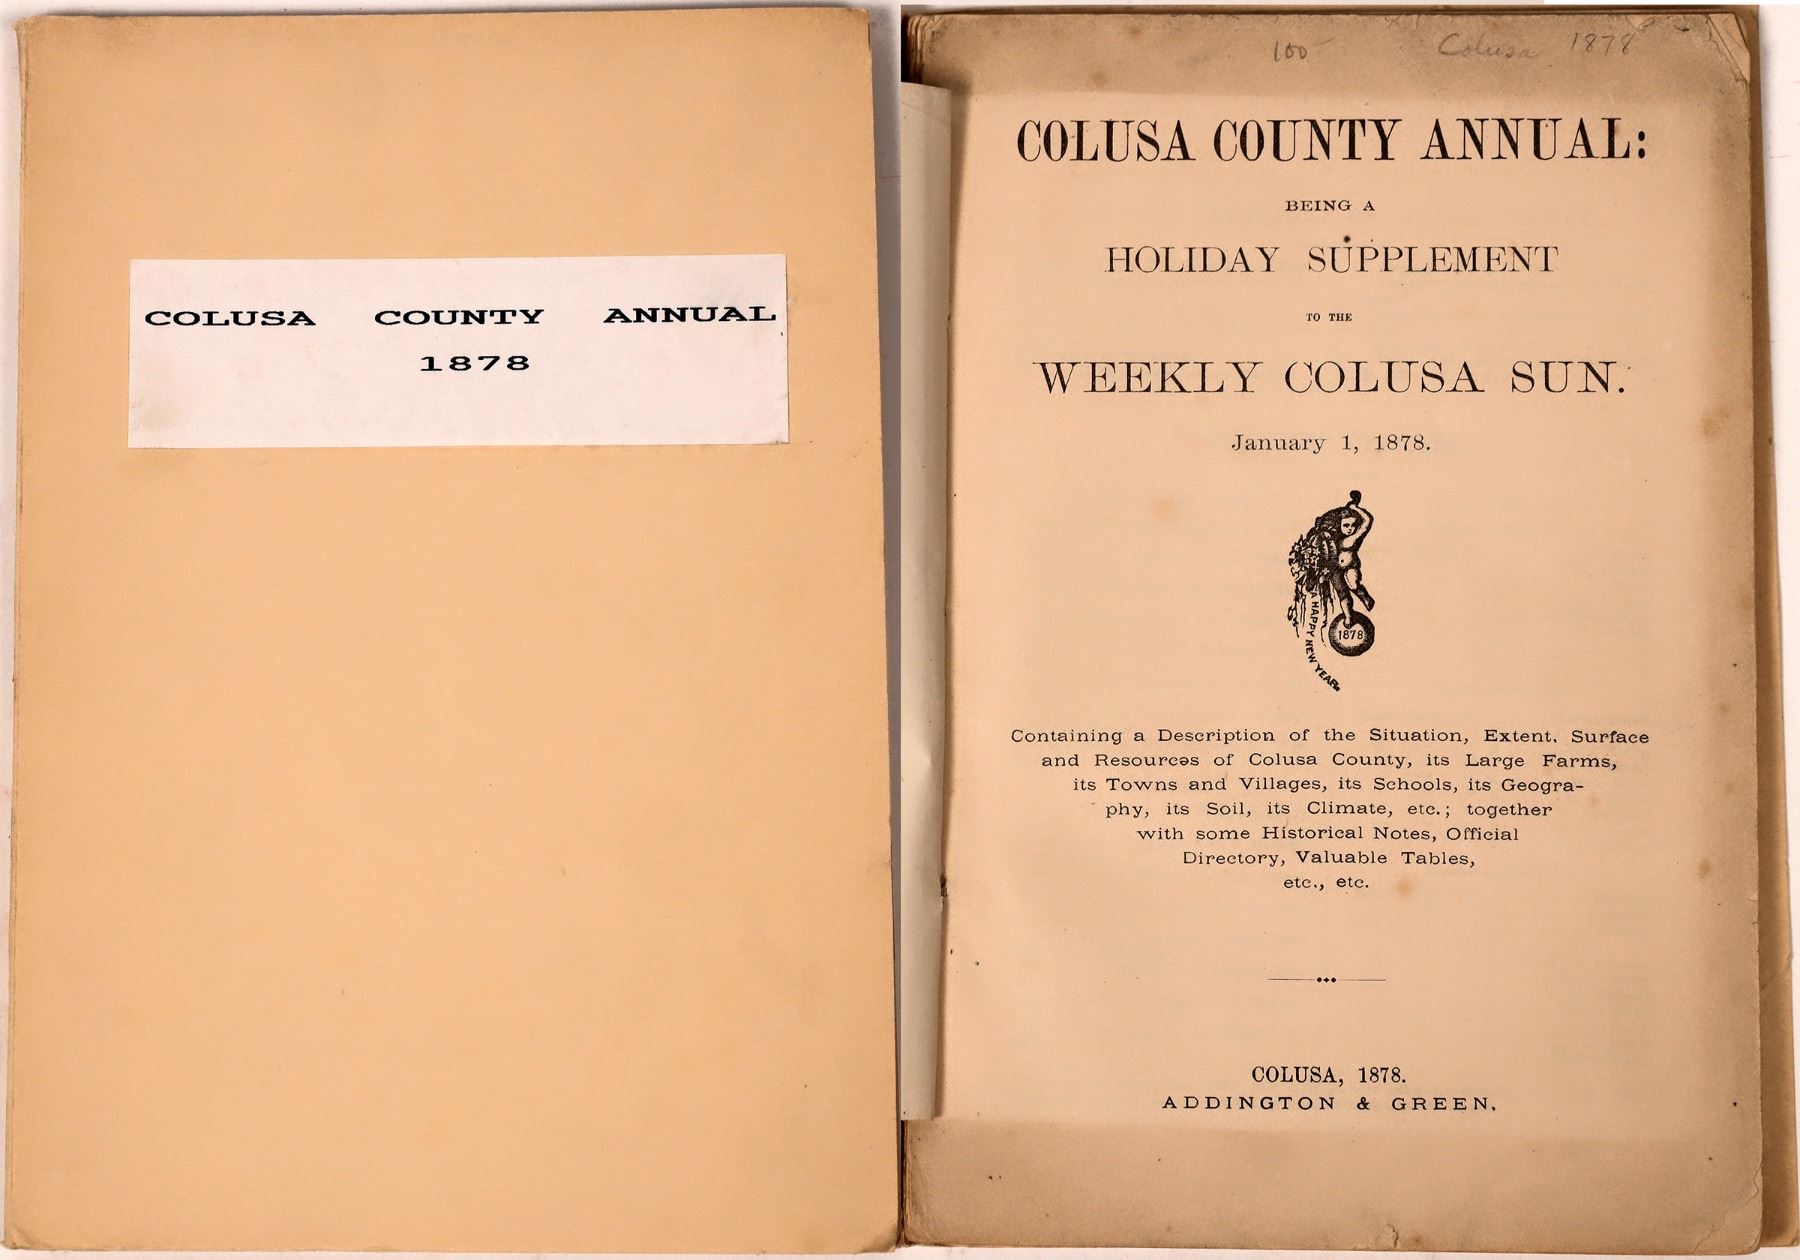 COLUSA COUNTY ANNUAL
1878
100 Colusa 1878
COLUSA COUNTY ANNUAL:
BEING A
HOLIDAY SUPPLEMENT
TO THE
WEEKLY COLUSA SUN.
January 1, 1878.
A HAPPY NEW YEAR.
1878
Containing a Description of the Situation, Extent, Surface
and Resources of Colusa County, its Large Farms,
its Towns and Villages, its Schools, its Geogra-
phy, its Soil, its Climate, etc.; together
with some Historical Notes, Official
Directory, Valuable Tables,
etc., etc.
COLUSA, 1878.
ADDINGTON & GREEN.